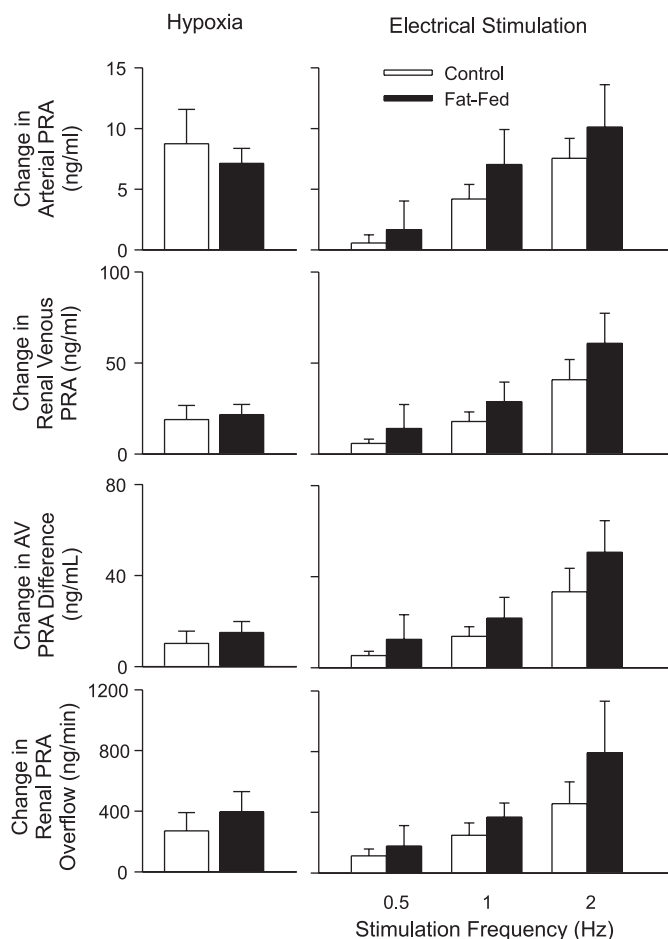 Hypoxia
Electrical Stimulation
Control
Fat-Fed
Change in
Arterial PRA
(ng/ml)
15
10
5
0
Change in
Renal Venous
PRA (ng/ml)
100
50
0
Change in AV
PRA Difference
(ng/mL)
80
40
0
Change in
Renal PRA
Overflow (ng/min)
1200
800
400
0
0.5 1 2
Stimulation Frequency (Hz)